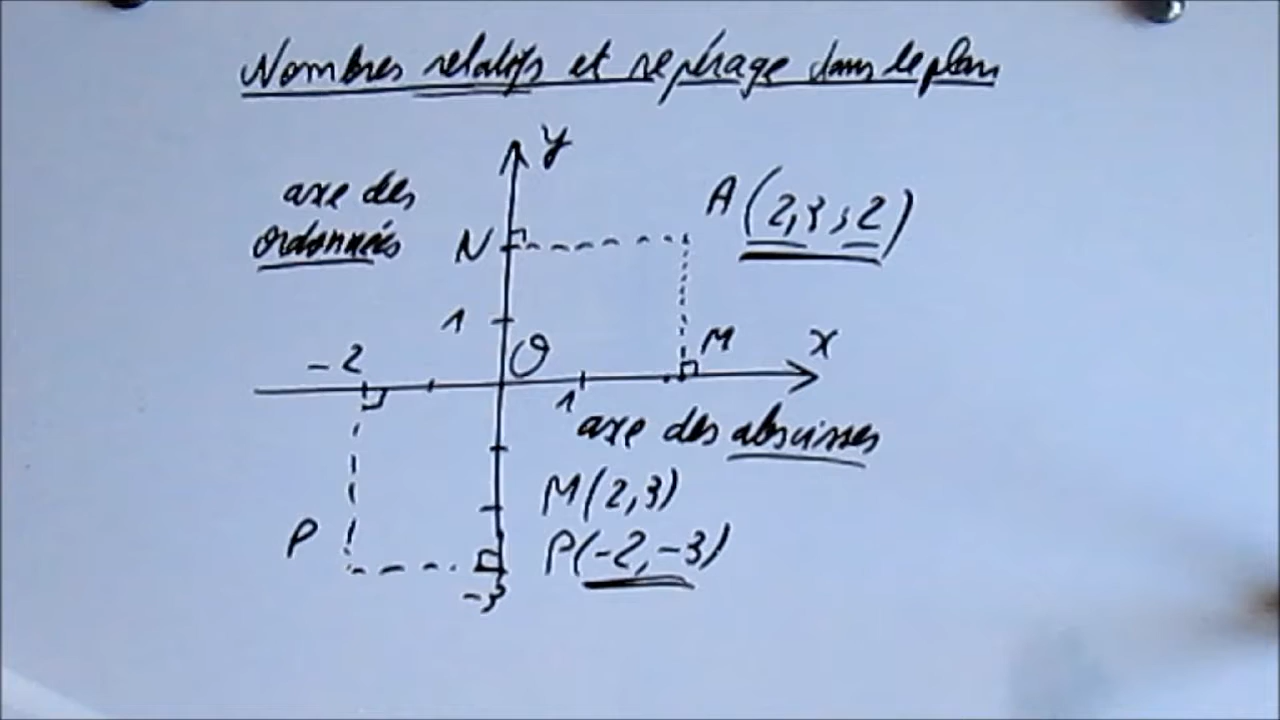 Nombres relatifs et repérage dans le plan
y
axe des
ordonnées
A (2,3 ; 2)
N
1
O
M
x
-2
1
axe des abscisses
M(2,3)
P
P(-2,-3)
-3